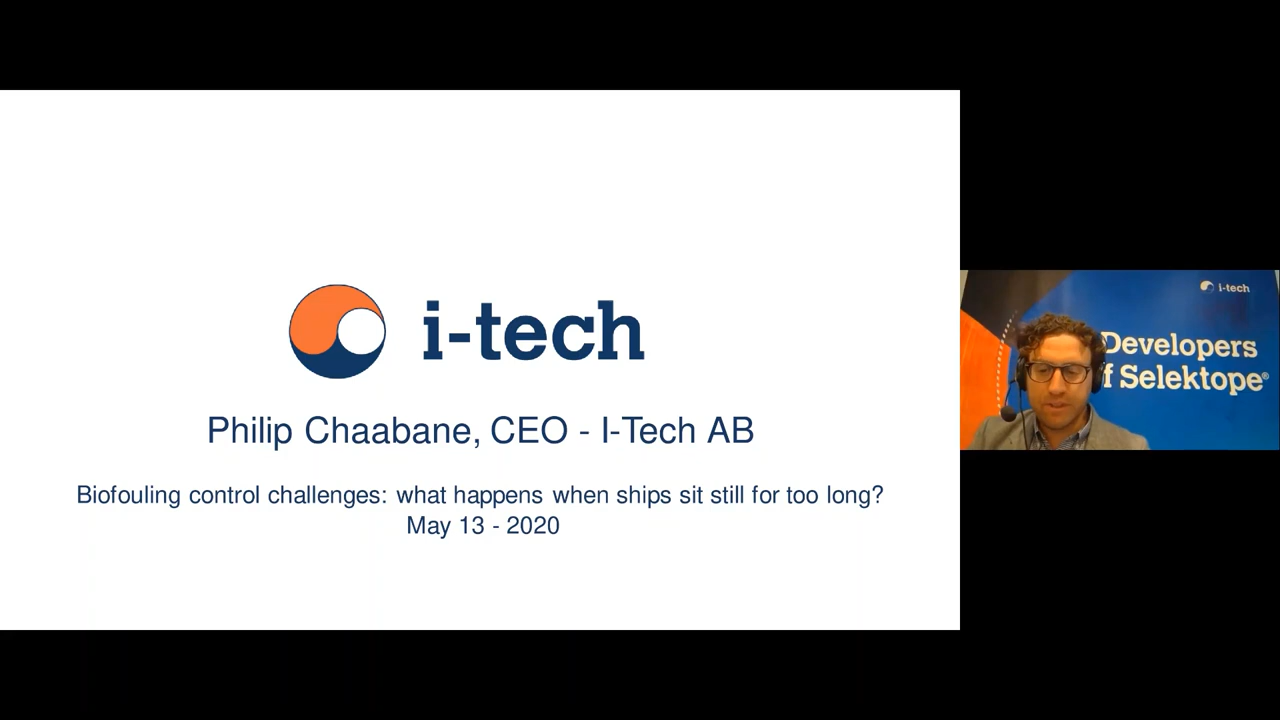 i-tech
Philip Chaabane, CEO - I-Tech AB
Biofouling control challenges: what happens when ships sit still for too long?
May 13 - 2020
i-tech
Developers
f Selektope®